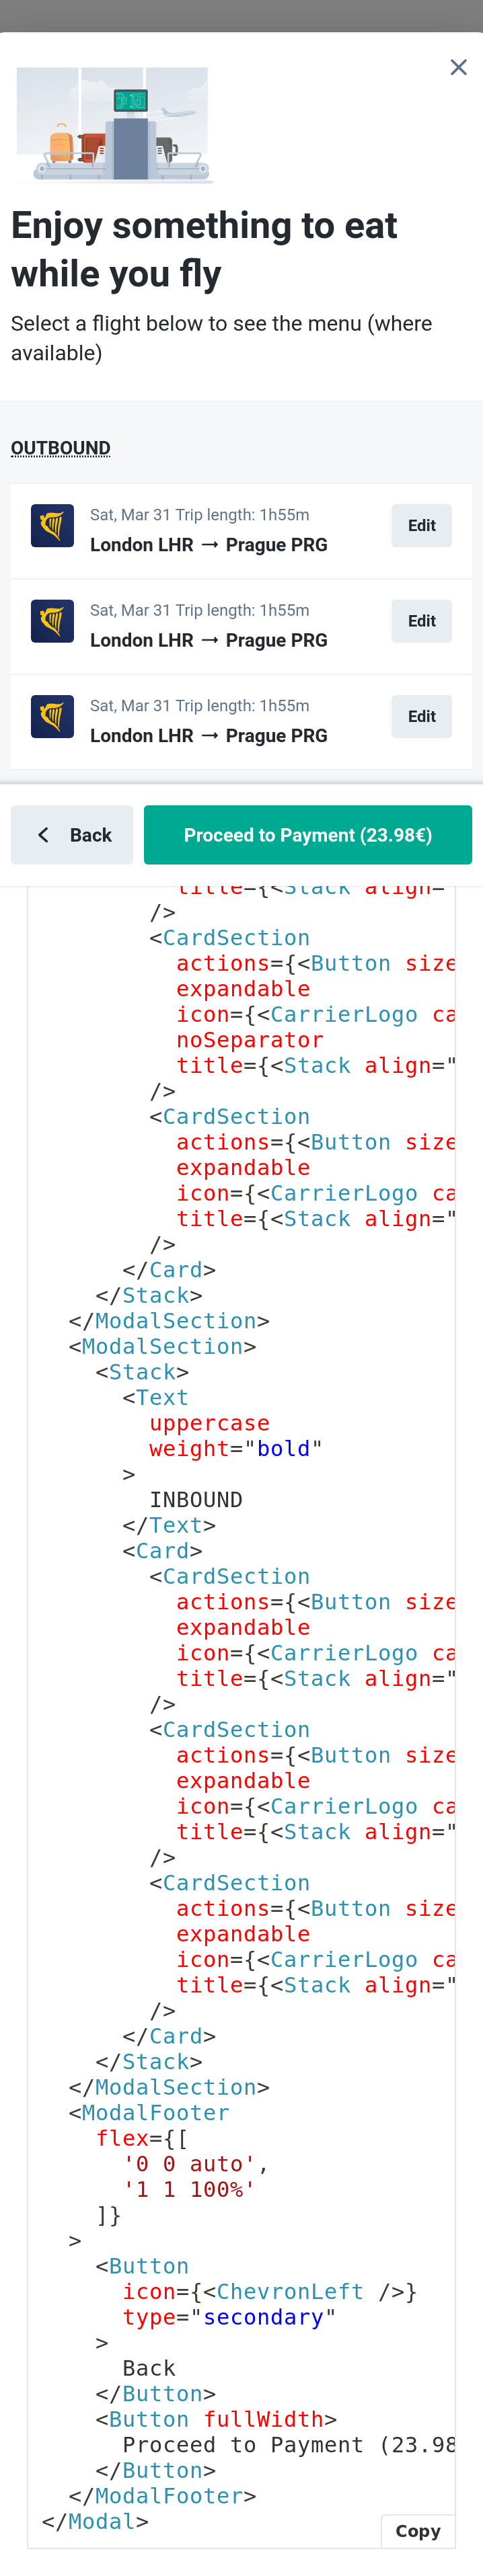 Enjoy something to eat
while you fly
Select a flight below to see the menu (where
available)
OUTBOUND
Sat, Mar 31 Trip length: 1h55m
London LHR → Prague PRG
Edit
Sat, Mar 31 Trip length: 1h55m
London LHR → Prague PRG
Edit
Sat, Mar 31 Trip length: 1h55m
London LHR → Prague PRG
Edit
Back
Proceed to Payment (23.98€)
title={<Stack align="
/>
<CardSection
actions={<Button size
expandable
icon={<CarrierLogo ca
noSeparator
title={<Stack align="
/>
<CardSection
actions={<Button size
expandable
icon={<CarrierLogo ca
title={<Stack align="
/>
</Card>
</Stack>
</ModalSection>
<ModalSection>
<Stack>
<Text
uppercase
weight="bold"
>
INBOUND
</Text>
<Card>
<CardSection
actions={<Button size
expandable
icon={<CarrierLogo ca
title={<Stack align="
/>
<CardSection
actions={<Button size
expandable
icon={<CarrierLogo ca
title={<Stack align="
/>
<CardSection
actions={<Button size
expandable
icon={<CarrierLogo ca
title={<Stack align="
/>
</Card>
</Stack>
</ModalSection>
<ModalFooter
flex={[
'0 0 auto',
'1 1 100%'
]}
>
<Button
icon={<ChevronLeft />}
type="secondary"
>
Back
</Button>
<Button fullWidth>
Proceed to Payment (23.98
</Button>
</ModalFooter>
</Modal>
Copy